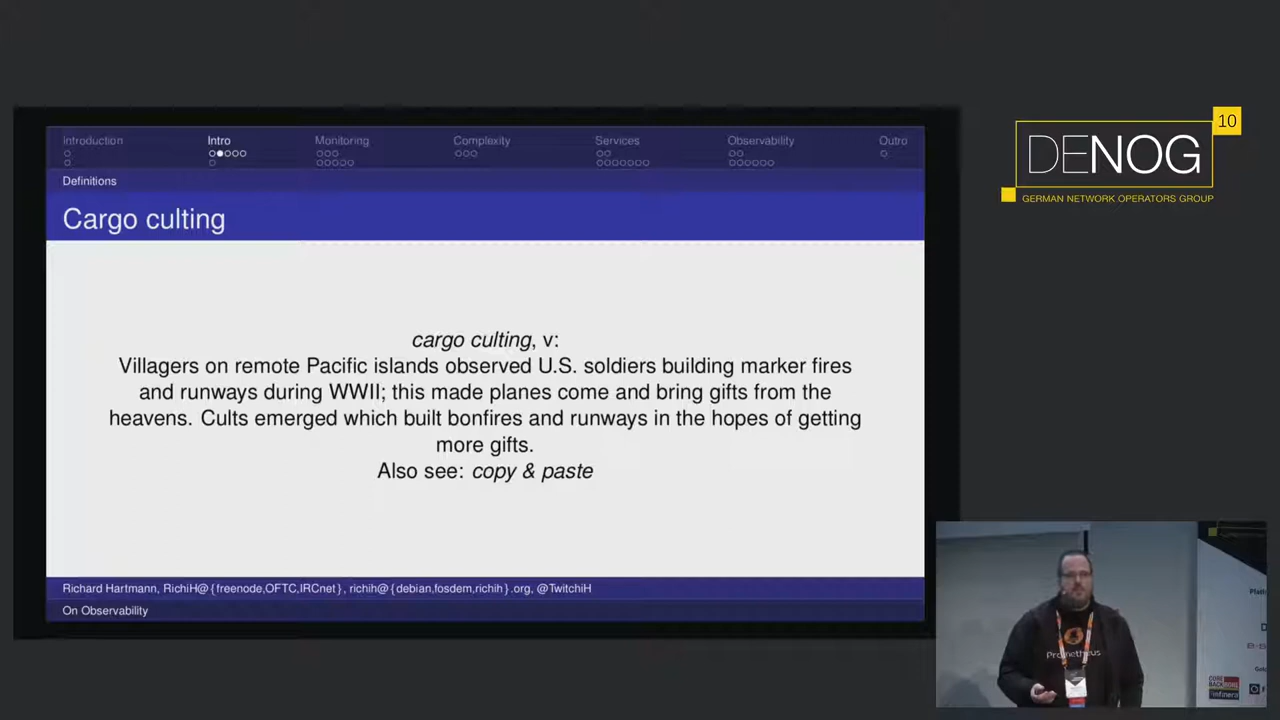 Introduction Intro Monitoring Complexity Services Observability Outro
Definitions
Cargo culting
cargo culting, v:
Villagers on remote Pacific islands observed U.S. soldiers building marker fires
and runways during WWII; this made planes come and bring gifts from the
heavens. Cults emerged which built bonfires and runways in the hopes of getting
more gifts.
Also see: copy & paste
Richard Hartmann, RichiH@{freenode,OFTC,IRCnet}, richih@{debian,fosdem,richih}.org, @TwitchiH
On Observability
10
DENOG
GERMAN NETWORK OPERATORS GROUP
Prometheus